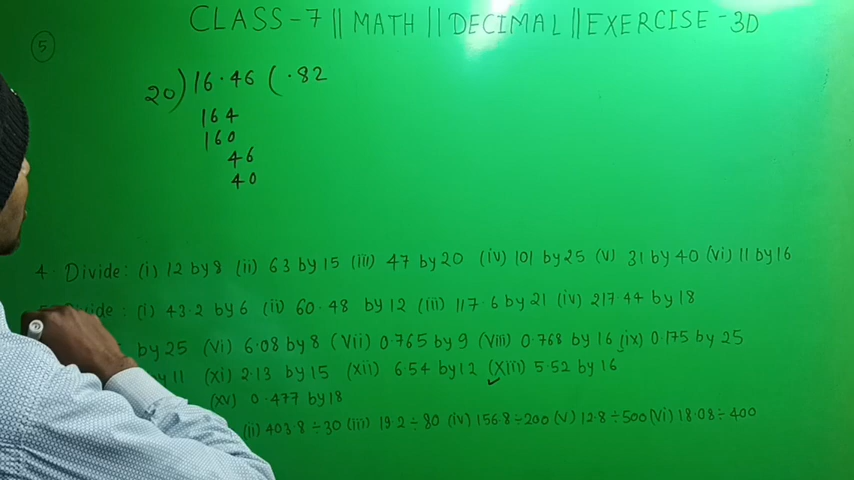 CLASS-7 || MATH || DECIMAL || EXERCISE-3D
5
20)16.46(.82
164
160
46
40
4. Divide: (i) 12 by 8 (ii) 63 by 15 (iii) 47 by 20 (iv) 101 by 25 (v) 31 by 40 (vi) 11 by 16
: (i) 43.2 by 6 (ii) 60.48 by 12 (iii) 117.6 by 21 (iv) 217.44 by 18
by 25 (vi) 6.08 by 8 (vii) 0.765 by 9 (viii) 0.768 by 16 (ix) 0.175 by 25
by 11 (xi) 2.13 by 15 (xii) 6.54 by 12 (xiii) 5.52 by 16
(xv) 0.477 by 18
(ii) 403.8÷30 (iii) 19.2÷80 (iv) 156.8÷200 (v) 12.8÷500 (vi) 18.08÷400